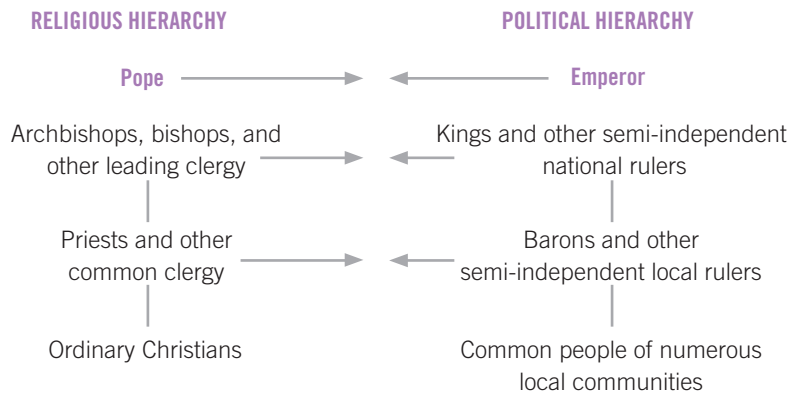 RELIGIOUS HIERARCHY
POLITICAL HIERARCHY
Pope
Emperor
Archbishops, bishops, and
other leading clergy
Kings and other semi-independent
national rulers
Priests and other
common clergy
Barons and other
semi-independent local rulers
Ordinary Christians
Common people of numerous
local communities